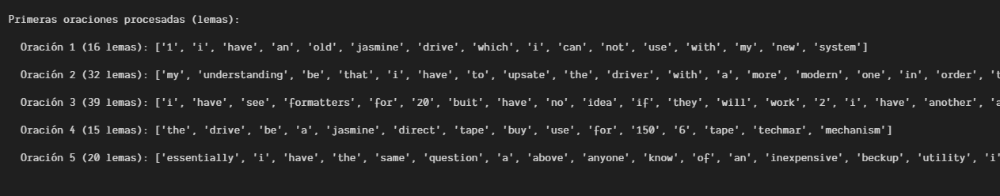 Primeras oraciones procesadas (lemas):
Oración 1 (16 lemas): ['1', 'i', 'have', 'an', 'old', 'jasmine', 'drive', 'which', 'i', 'can', 'not', 'use', 'with', 'my', 'new', 'system']
Oración 2 (32 lemas): ['my', 'understanding', 'be', 'that', 'i', 'have', 'to', 'upsate', 'the', 'driver', 'with', 'a', 'more', 'modern', 'one', 'in', 'order', 't
Oración 3 (39 lemas): ['i', 'have', 'see', 'formatters', 'for', '20', 'buit', 'have', 'no', 'idea', 'if', 'they', 'will', 'work', '2', 'i', 'have', 'another', 'a
Oración 4 (15 lemas): ['the', 'drive', 'be', 'a', 'jasmine', 'direct', 'tape', 'buy', 'use', 'for', '150', '6', 'tape', 'techmar', 'mechanism']
Oración 5 (20 lemas): ['essentially', 'i', 'have', 'the', 'same', 'question', 'a', 'above', 'anyone', 'know', 'of', 'an', 'inexpensive', 'beckup', 'utility', 'i'